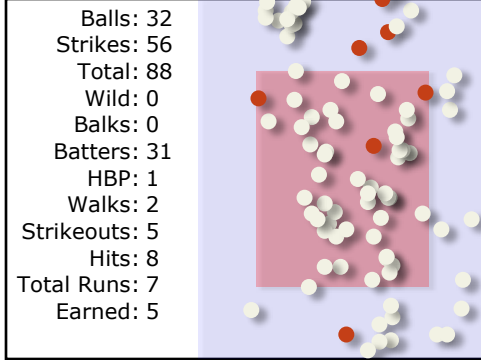 Balls: 32
Strikes: 56
Total: 88
Wild: 0
Balks: 0
Batters: 31
HBP: 1
Walks: 2
Strikeouts: 5
Hits: 8
Total Runs: 7
Earned: 5